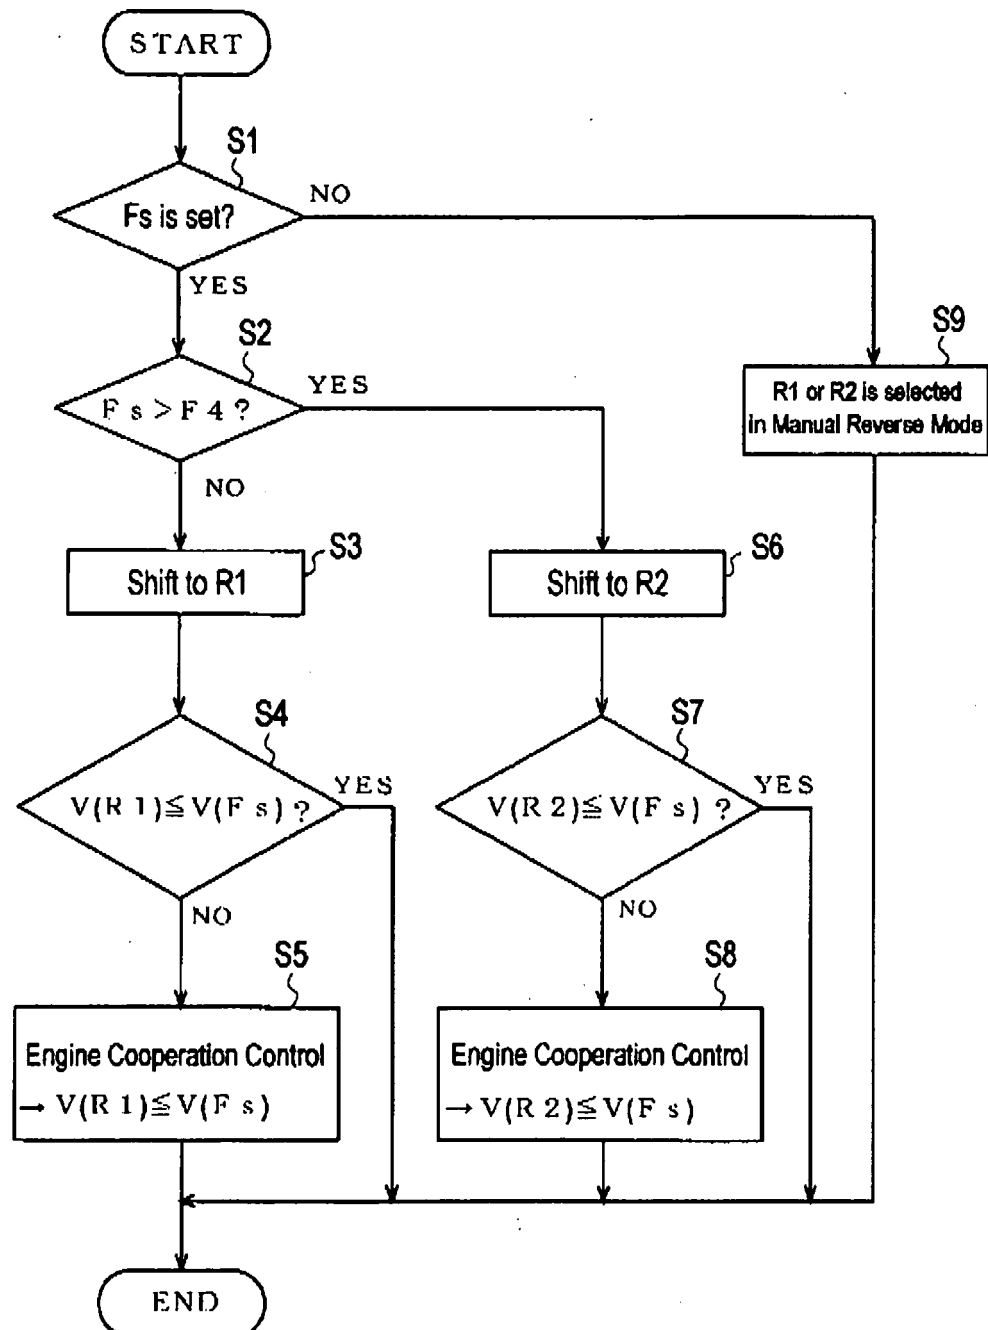 START
S1
Fs is set?
NO
YES
S2
Fs > F4 ?
YES
NO
S9
R1 or R2 is selected
in Manual Reverse Mode
S3
Shift to R1
S6
Shift to R2
S4
V(R1)≦V(Fs) ?
YES
NO
S7
V(R2)≦V(Fs) ?
YES
NO
S5
Engine Cooperation Control
→ V(R1)≦V(Fs)
S8
Engine Cooperation Control
→ V(R2)≦V(Fs)
END